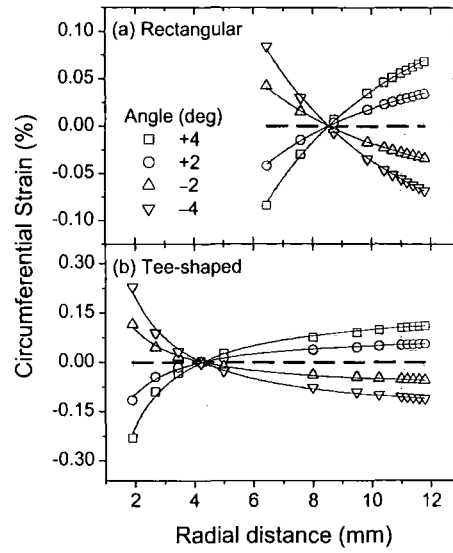 0.10
(a) Rectangular
0.05
Angle (deg)
0.00
+4
+2
-0.05
−2
−4
-0.10
0.30
(b) Tee-shaped
0.15
0.00
-0.15
-0.30
2 4 6 8 10 12
Radial distance (mm)
Circumferential Strain (%)